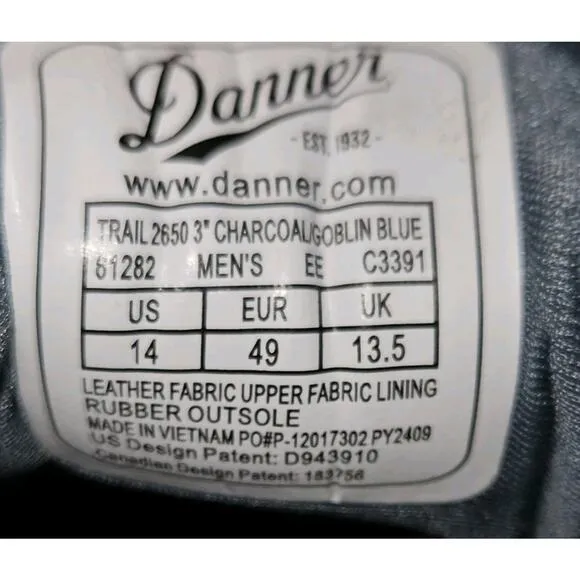 Danner
- EST. 1932 -
www.danner.com
TRAIL 2650 3" CHARCOAL/GOBLIN BLUE
61282 MEN'S EE C3391
US EUR UK
14 49 13.5
LEATHER FABRIC UPPER FABRIC LINING
RUBBER OUTSOLE
MADE IN VIETNAM PO#P-12017302 PY2409
US Design Patent: D943910
Canadian Design Patent: 183756